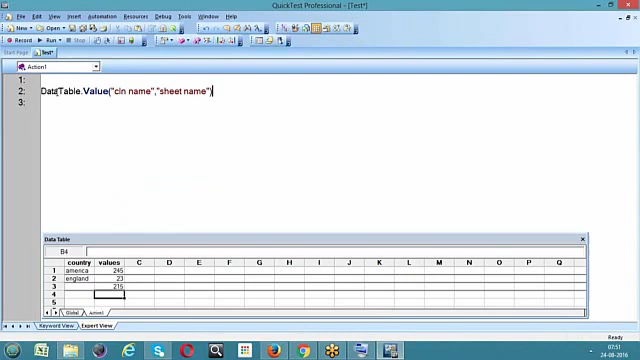 QuickTest Professional - [Test*]
File Edit View Insert Automation Resources Debug Tools Window Help
New Open
Record Run Stop
Start Page Test*
Action1
1:
2: DataTable.Value("cln name","sheet name")
3:
Data Table
B4
country values C D E F G H I J K L M N O P Q
1 america 245
2 england 23
3 215
4
5
Global Action1
Keyword View Expert View
Ready
07:51
24-08-2016